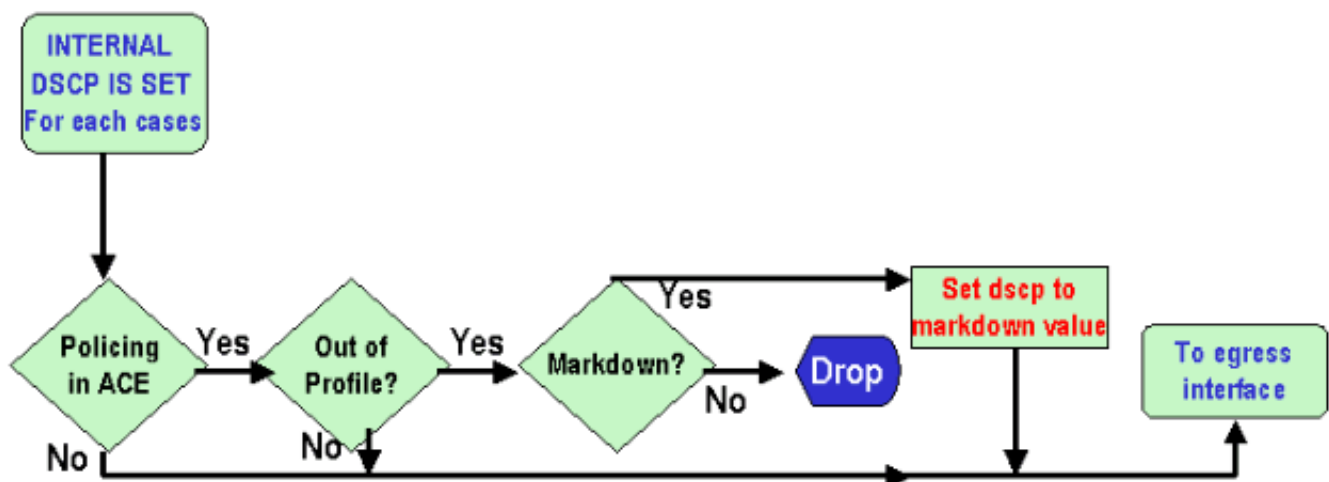 INTERNAL
DSCP IS SET
For each cases
Policing
in ACE
Yes
No
Out of
Profile?
Yes
No
Markdown?
Yes
No
Drop
Set dscp to
markdown value
To egress
interface